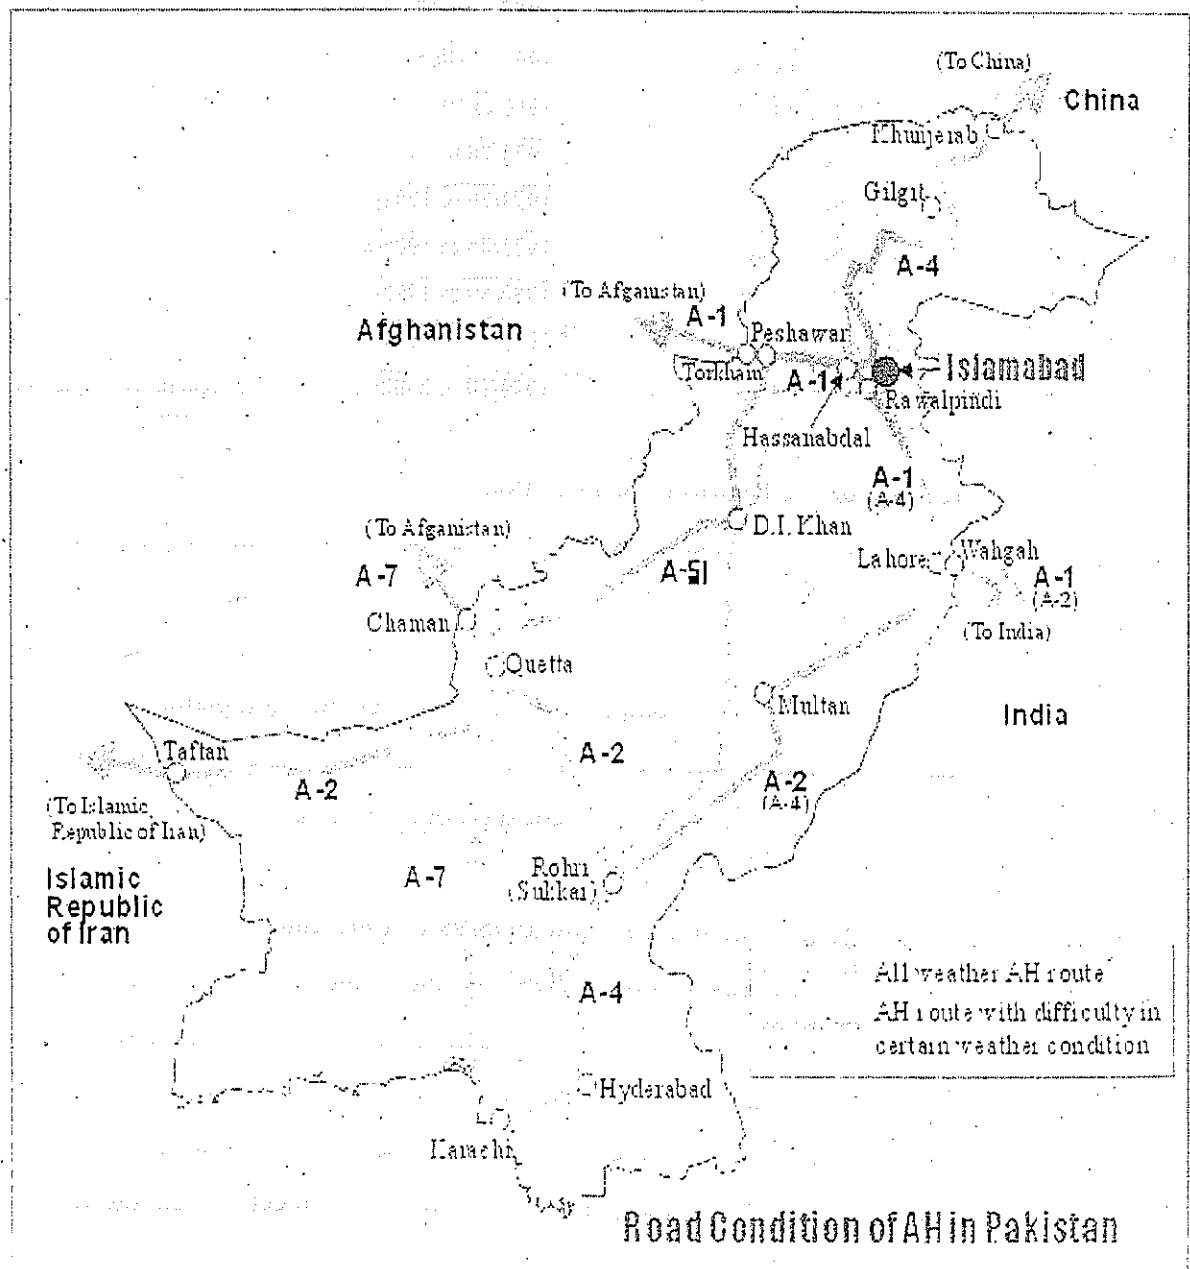 (To China)
China
Khunjerab
Gilgit
A-4
(To Afganistan)
A-1
Afghanistan
Peshawar
Torkham
A-1
Islamabad
Rawalpindi
Hassanabdal
A-1
(A-4)
(To Afganistan)
D.I. Khan
A-7
A-51
Lahore
Wahgah
A-1
(A-2)
Chaman
(To India)
Quetta
Multan
India
Taftan
A-2
A-2
A-2
(A-4)
(To Islamic
Republic of Iran)
Islamic
Republic
of Iran
A-7
Rohri
(Sukkar)
All weather AH route
AH route with difficulty in
certain weather condition
A-4
Hyderabad
Karachi
Road Condition of AH in Pakistan